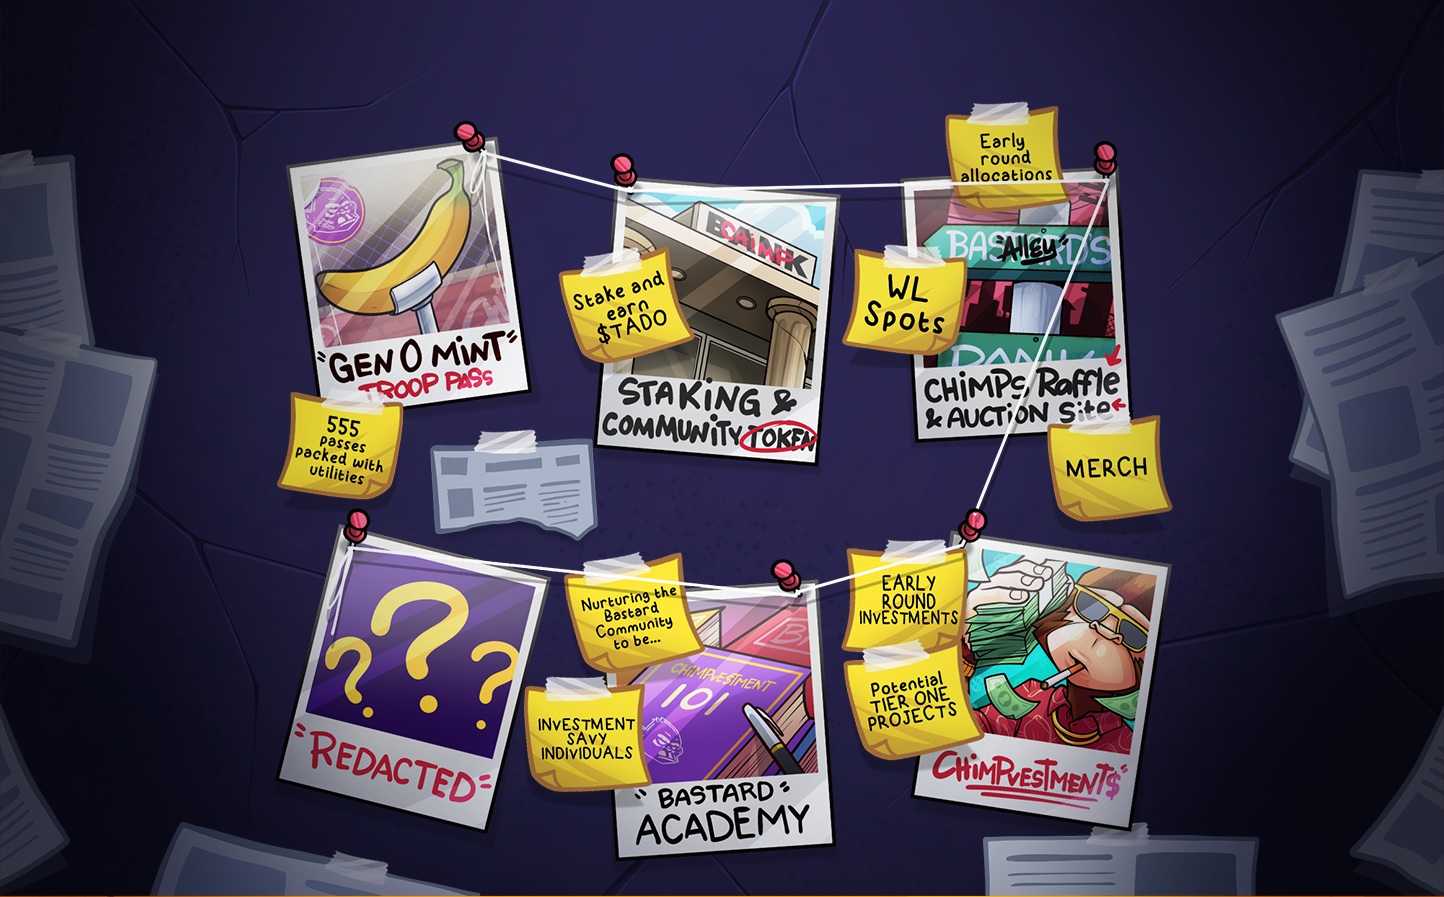 "GEN 0 MiNT"
TROOP PASS
555
passes
packed with
utilities
CHIMP
Stake and
earn
$TADO
STAKING &
COMMUNITY TOKEN
Early
round
allocations
BASTARDS
"Alley"
WL
Spots
CHiMPs Raffle
& AUCTION Site
MERCH
EARLY
ROUND
INVESTMENTS
Potential
TIER ONE
PROJECTS
CHiMPVESTMENT$
Nurturing the
Bastard
Community
to be...
INVESTMENT
SAVY
INDIVIDUALS
CHIMPVESTMENT
101
"BASTARD"
ACADEMY
"REDACTED"